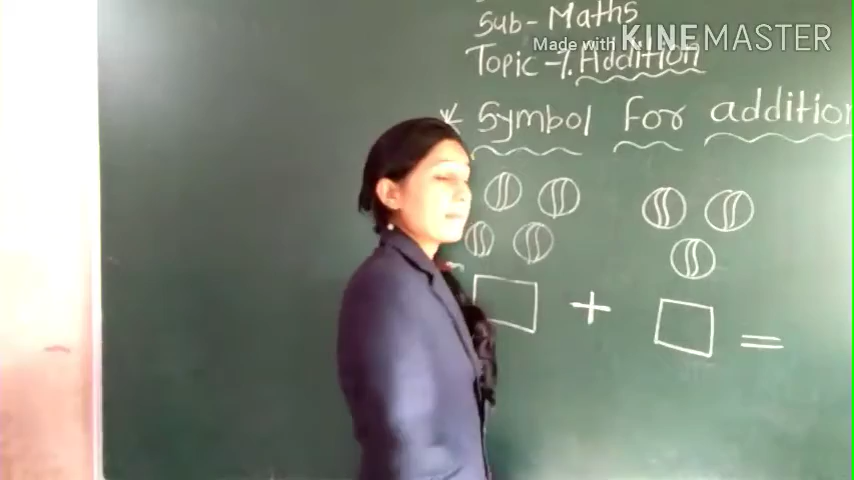 Sub- Maths
Made with KINEMASTER
Topic -1. Addition
* Symbol for addition
+ =